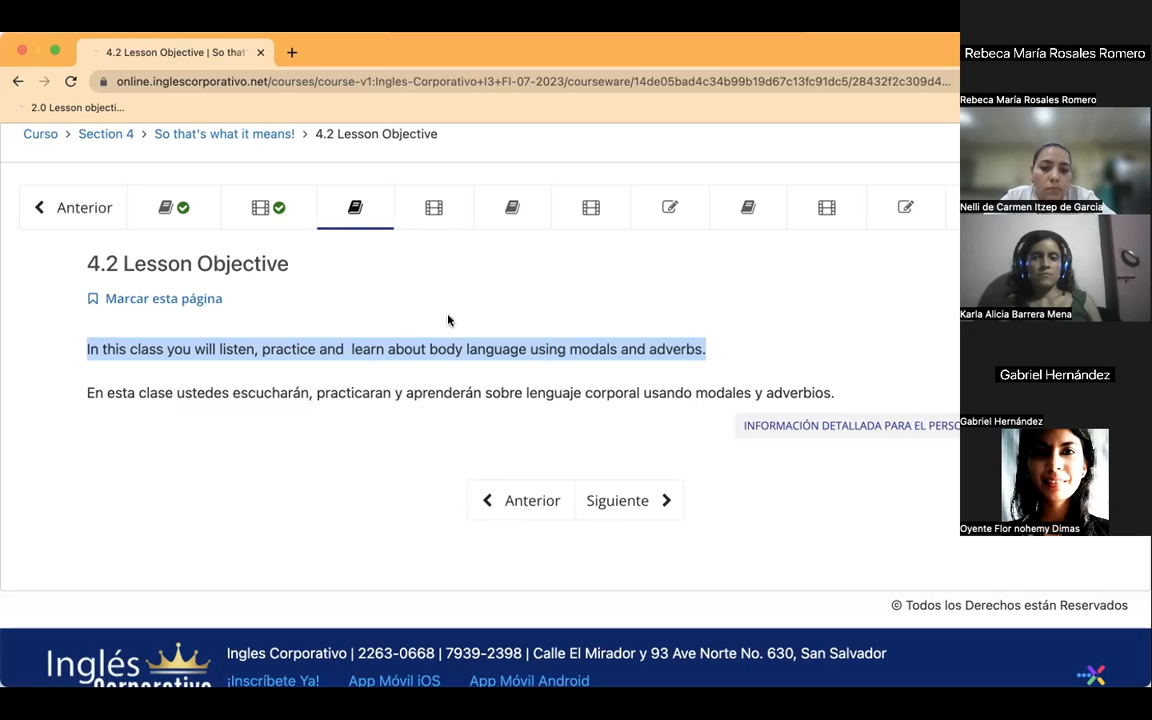 4.2 Lesson Objective | So that'
online.inglescorporativo.net/courses/course-v1:Ingles-Corporativo+I3+FI-07-2023/courseware/14de05bad4c34b99b19d67c13fc91dc5/28432f2c309d4...
2.0 Lesson objecti...
Curso > Section 4 > So that's what it means! > 4.2 Lesson Objective
Anterior
4.2 Lesson Objective
Marcar esta página
In this class you will listen, practice and learn about body language using modals and adverbs.
En esta clase ustedes escucharán, practicaran y aprenderán sobre lenguaje corporal usando modales y adverbios.
INFORMACIÓN DETALLADA PARA EL PERSO
Anterior
Siguiente
© Todos los Derechos están Reservados
Inglés
Corporativo
Ingles Corporativo | 2263-0668 | 7939-2398 | Calle El Mirador y 93 Ave Norte No. 630, San Salvador
¡Inscríbete Ya!
App Móvil iOS
App Móvil Android
Rebeca María Rosales Romero
Rebeca María Rosales Romero
Nelli de Carmen Itzep de Garcia
Karla Alicia Barrera Mena
Gabriel Hernández
Gabriel Hernández
Oyente Flor nohemy Dimas